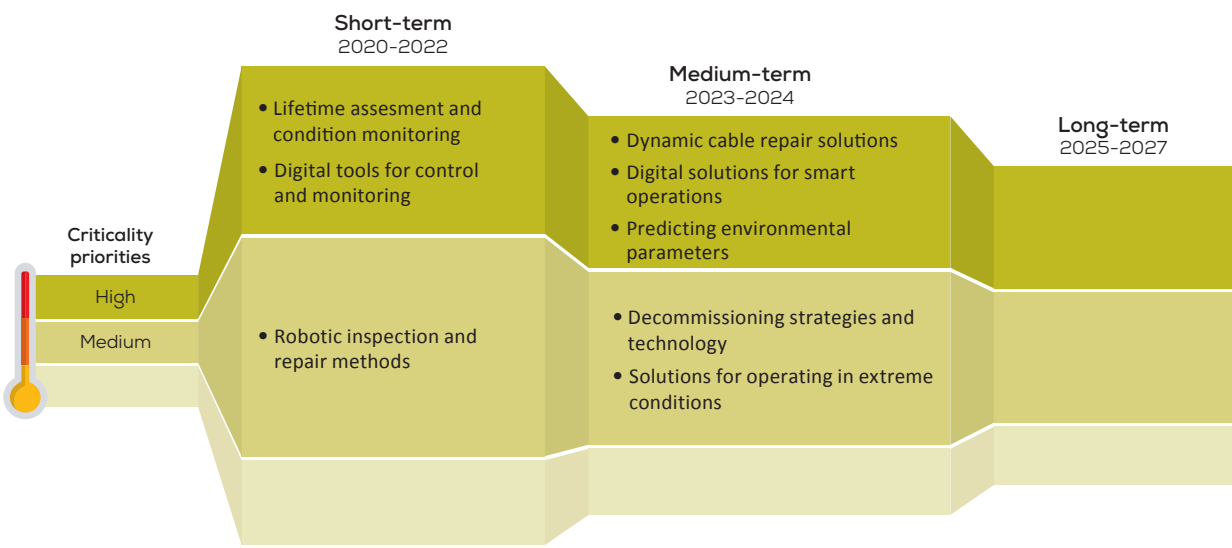 Short-term
2020-2022
Medium-term
2023-2024
Long-term
2025-2027
Criticality
priorities
High
Medium
• Lifetime assesment and
condition monitoring
• Digital tools for control
and monitoring
• Robotic inspection and
repair methods
• Dynamic cable repair solutions
• Digital solutions for smart
operations
• Predicting environmental
parameters
• Decommissioning strategies and
technology
• Solutions for operating in extreme
conditions